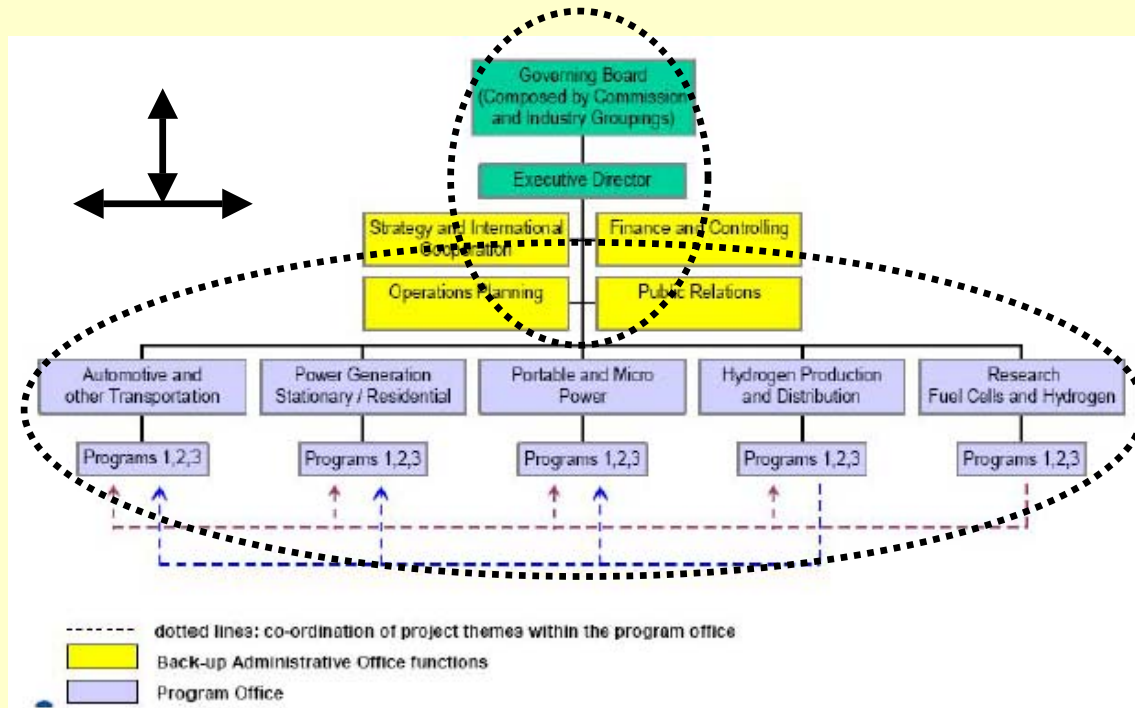 Governing Board
(Composed by Commission
and Industry Groupings)
Executive Director
Strategy and International
Cooperation
Finance and Controlling
Operations Planning
Public Relations
Automotive and
other Transportation
Power Generation
Stationary / Residential
Portable and Micro
Power
Hydrogen Production
and Distribution
Research
Fuel Cells and Hydrogen
Programs 1,2,3
Programs 1,2,3
Programs 1,2,3
Programs 1,2,3
Programs 1,2,3
dotted lines: co-ordination of project themes within the program office
Back-up Administrative Office functions
Program Office